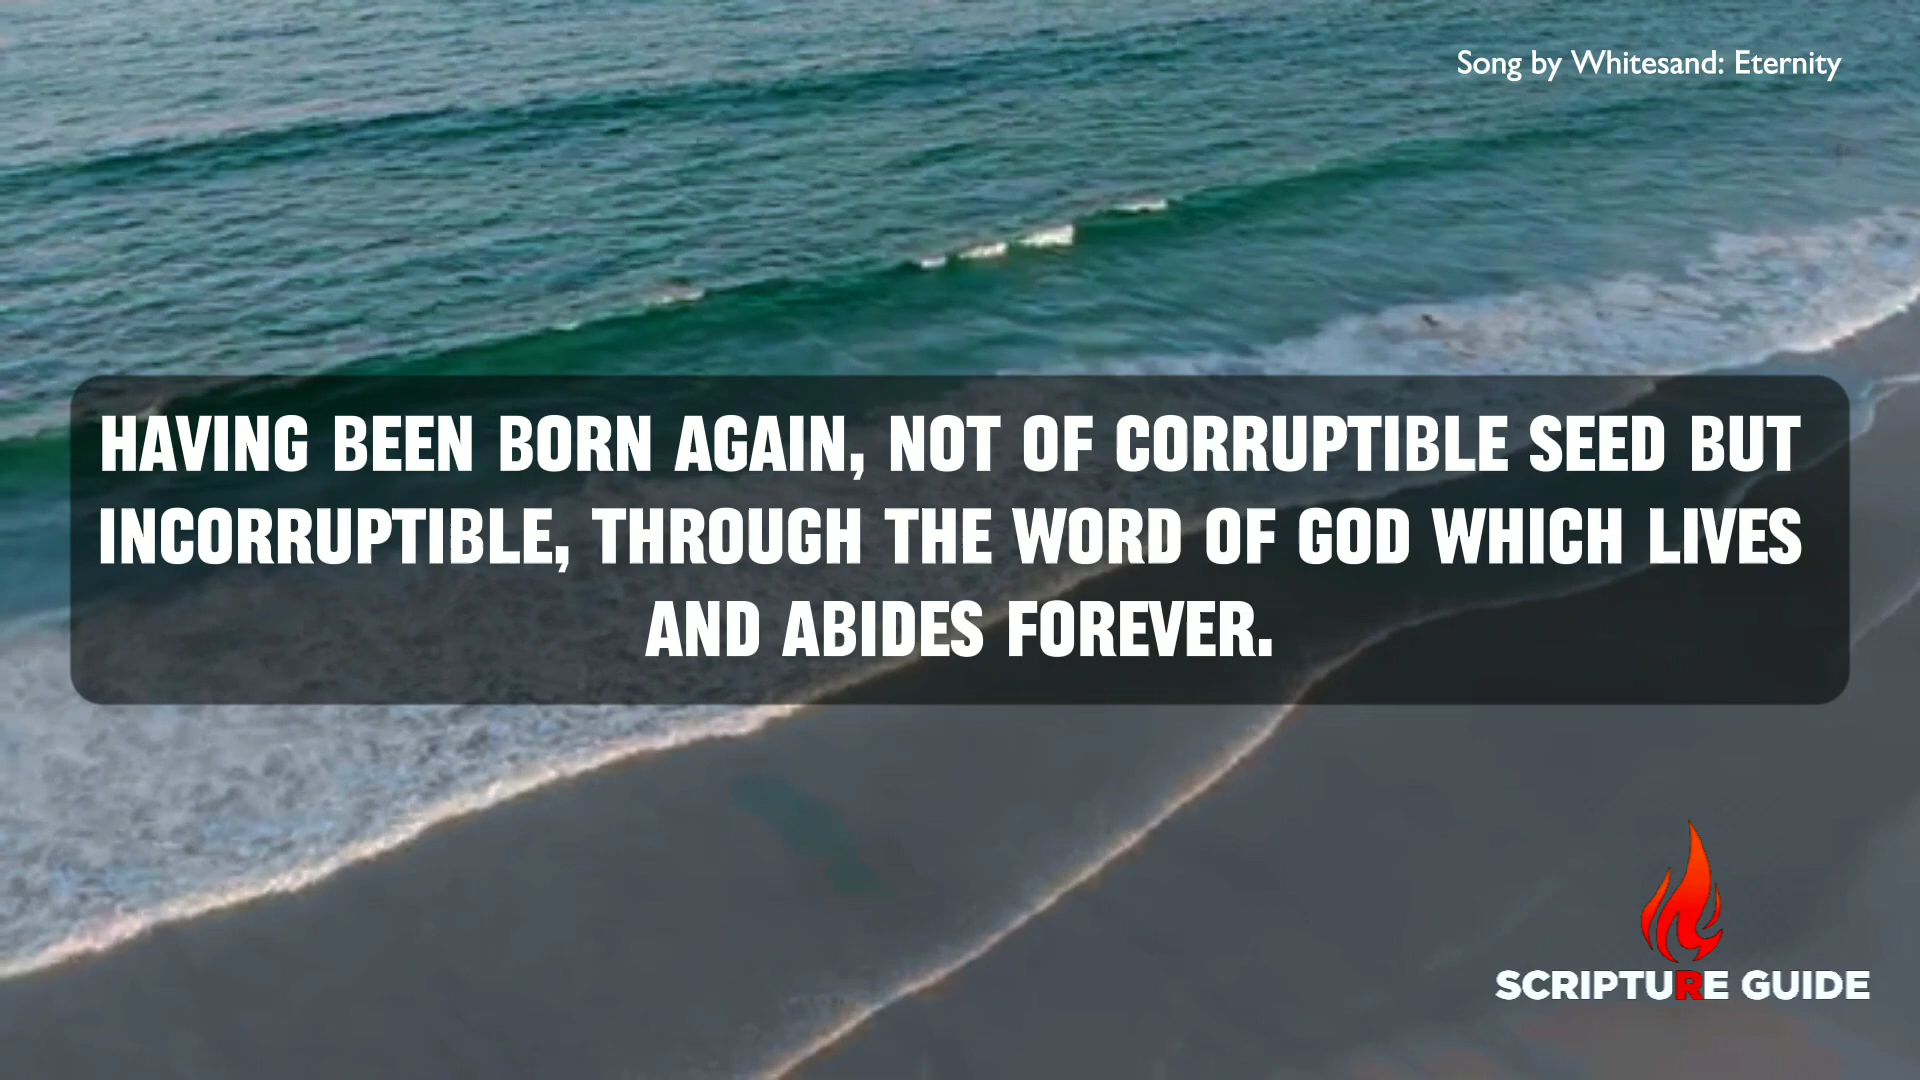 Song by Whitesand: Eternity
HAVING BEEN BORN AGAIN, NOT OF CORRUPTIBLE SEED BUT
INCORRUPTIBLE, THROUGH THE WORD OF GOD WHICH LIVES
AND ABIDES FOREVER.
SCRIPTURE GUIDE